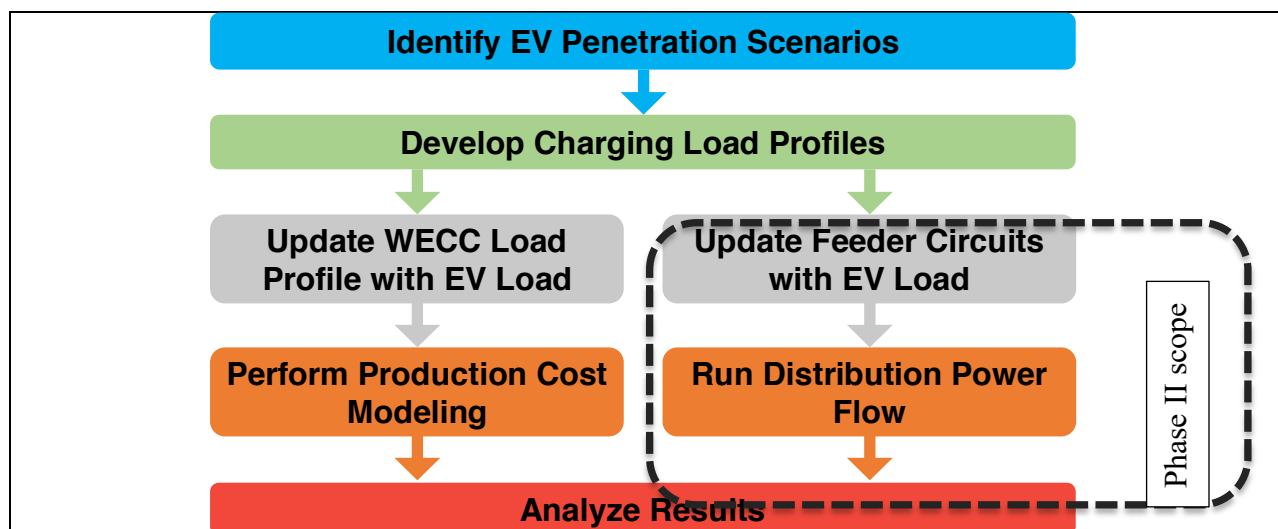 Identify EV Penetration Scenarios
Develop Charging Load Profiles
Update WECC Load
Profile with EV Load
Update Feeder Circuits
with EV Load
Perform Production Cost
Modeling
Run Distribution Power
Flow
Phase II scope
Analyze Results